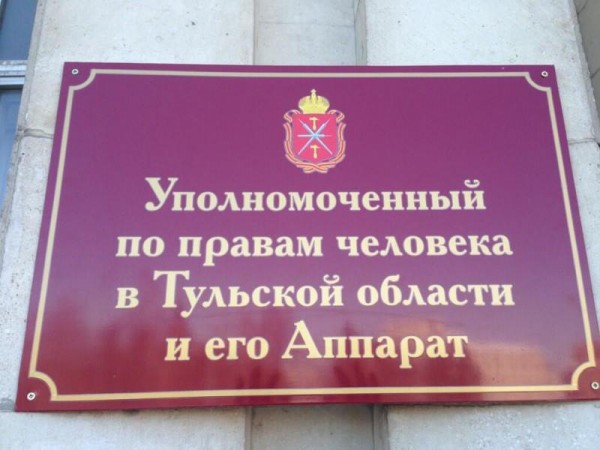 Уполномоченный
по правам человека
в Тульской области
и его Аппарат